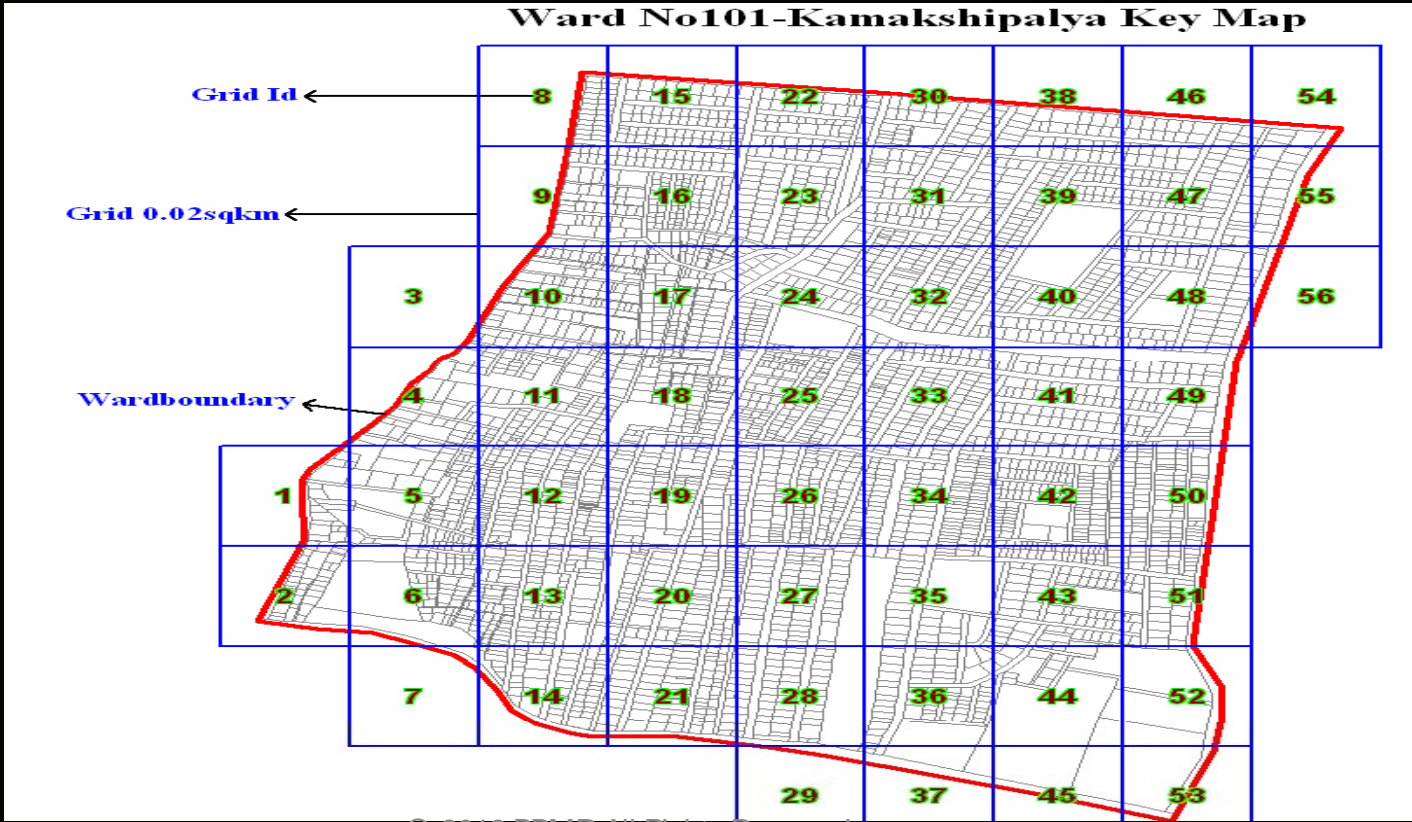 Ward No101-Kamakshipalya Key Map
Grid Id 8 15 22 30 38 46 54
9 16 23 31 39 47 55
Grid 0.02sqkm
3 10 17 24 32 40 48 56
Wardboundary 4 11 18 25 33 41 49
1 5 12 19 26 34 42 50
2 6 13 20 27 35 43 51
7 14 21 28 36 44 52
29 37 45 53